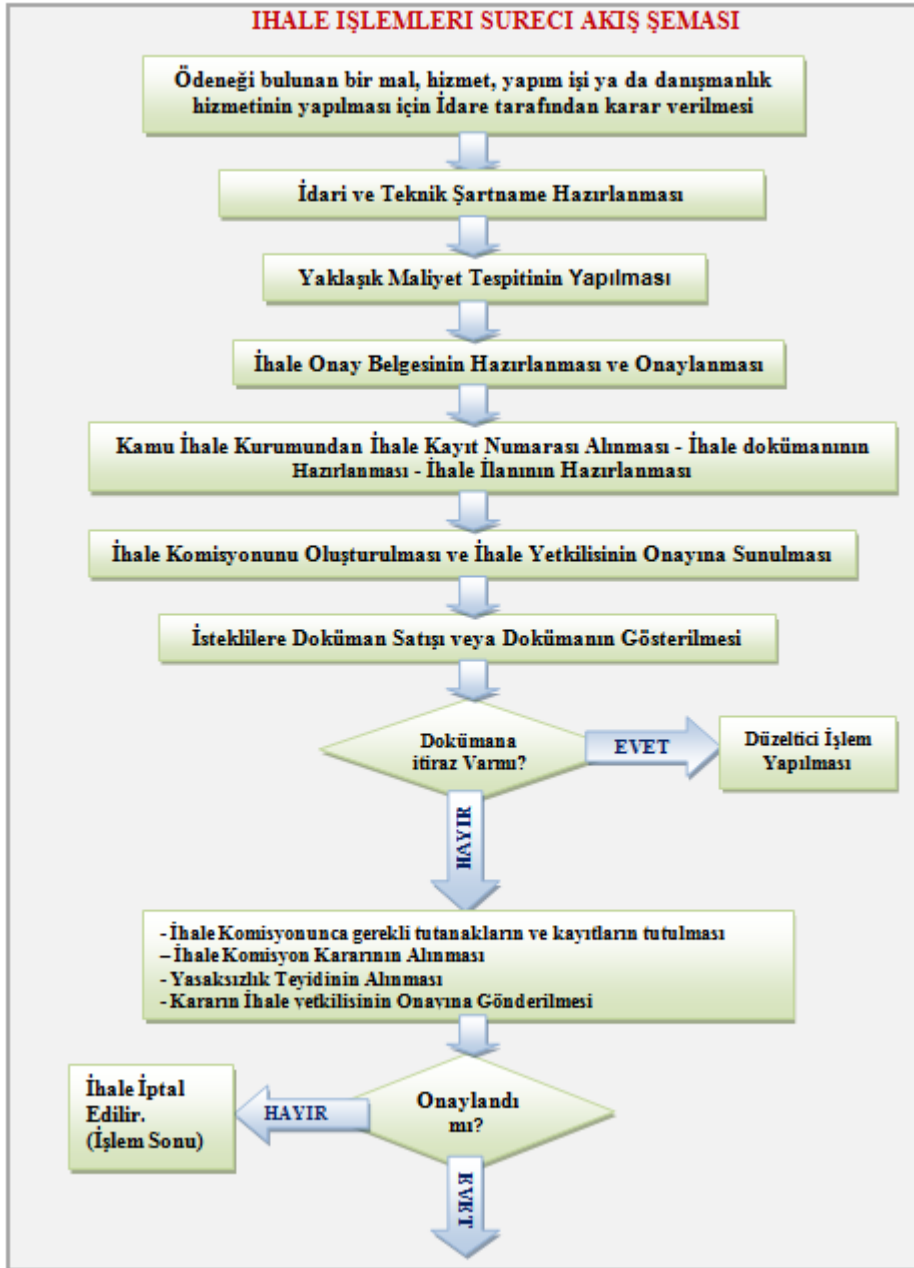 İHALE İŞLEMLERİ SÜRECİ AKIŞ ŞEMASI
Ödeneği bulunan bir mal, hizmet, yapım işi ya da danışmanlık
hizmetinin yapılması için İdare tarafından karar verilmesi
İdari ve Teknik Şartname Hazırlanması
Yaklaşık Maliyet Tespitinin Yapılması
İhale Onay Belgesinin Hazırlanması ve Onaylanması
Kamu İhale Kurumundan İhale Kayıt Numarası Alınması - İhale dokümanının
Hazırlanması - İhale İlanının Hazırlanması
İhale Komisyonunu Oluşturulması ve İhale Yetkilisinin Onayına Sunulması
İsteklilere Doküman Satışı veya Dokümanın Gösterilmesi
Dokümana
itiraz Varmı?
EVET
Düzeltici İşlem
Yapılması
HAYIR
- İhale Komisyonunca gerekli tutanakların ve kayıtların tutulması
– İhale Komisyon Kararının Alınması
- Yasaksızlık Teyidinin Alınması
- Kararın İhale yetkilisinin Onayına Gönderilmesi
Onaylandı
mı?
HAYIR
İhale İptal
Edilir.
(İşlem Sonu)
EVET